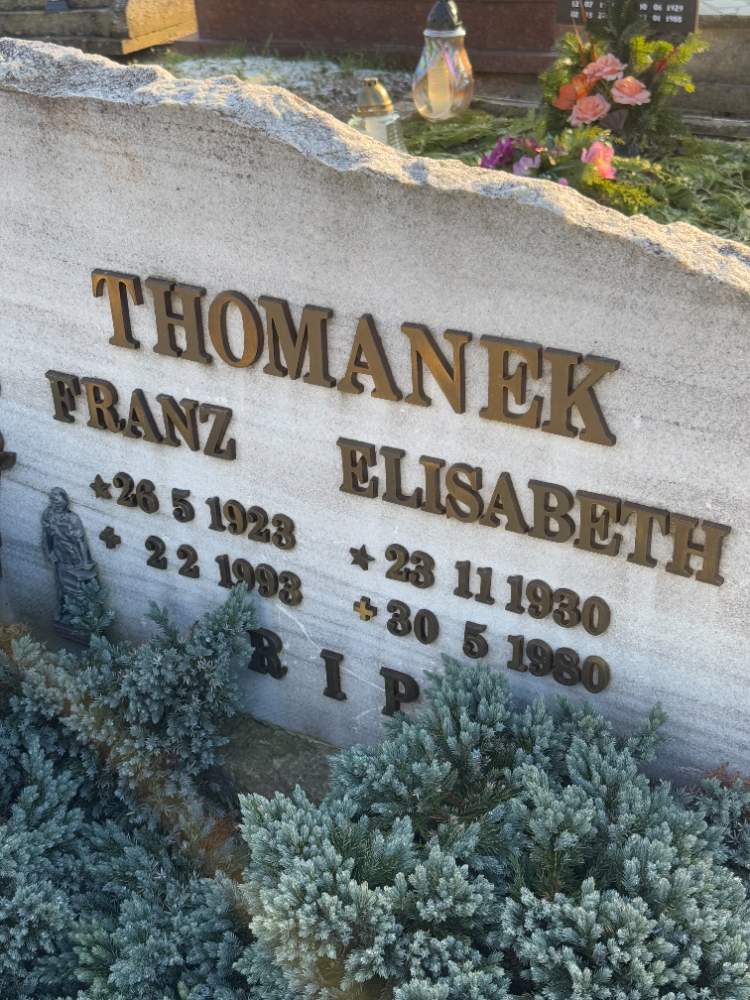 THOMANEK
FRANZ ELISABETH
★26 5 1923 ★23 11 1930
✝ 2 2 1993 ✝30 5 1980
R I P